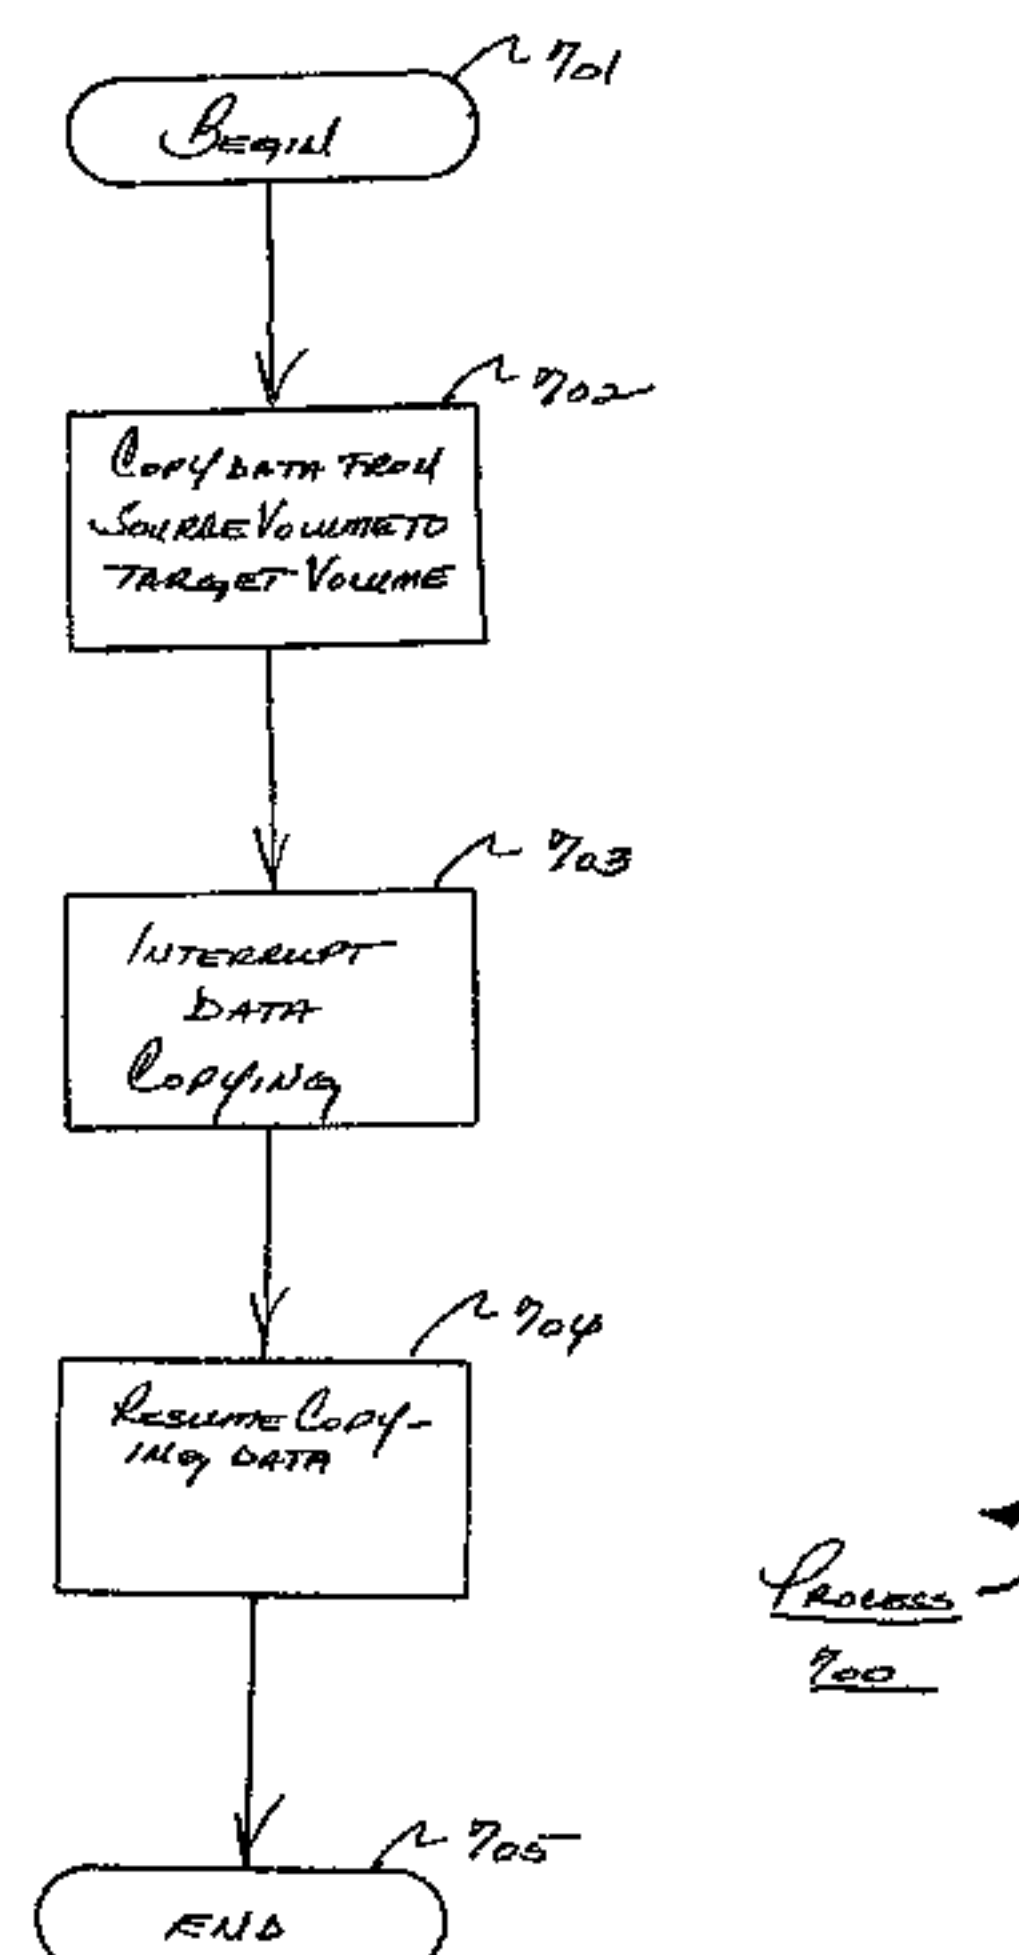 701
BEGIN
702
COPY DATA FROM
SOURCE VOLUME TO
TARGET VOLUME
703
INTERRUPT
DATA
COPYING
704
RESUME COPY-
ING DATA
PROCESS
700
705
END